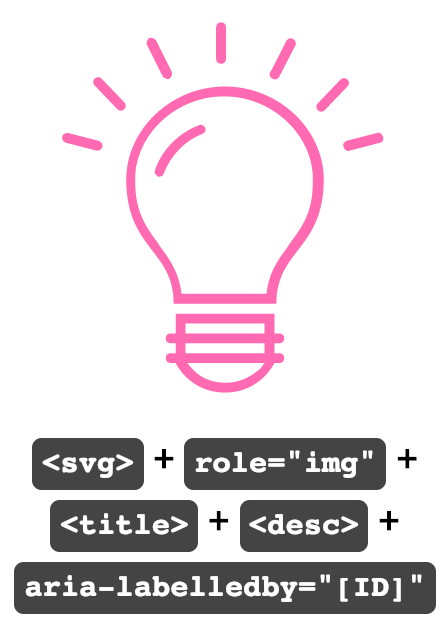 <svg> + role="img" +
<title> + <desc> +
aria-labelledby="[ID]"